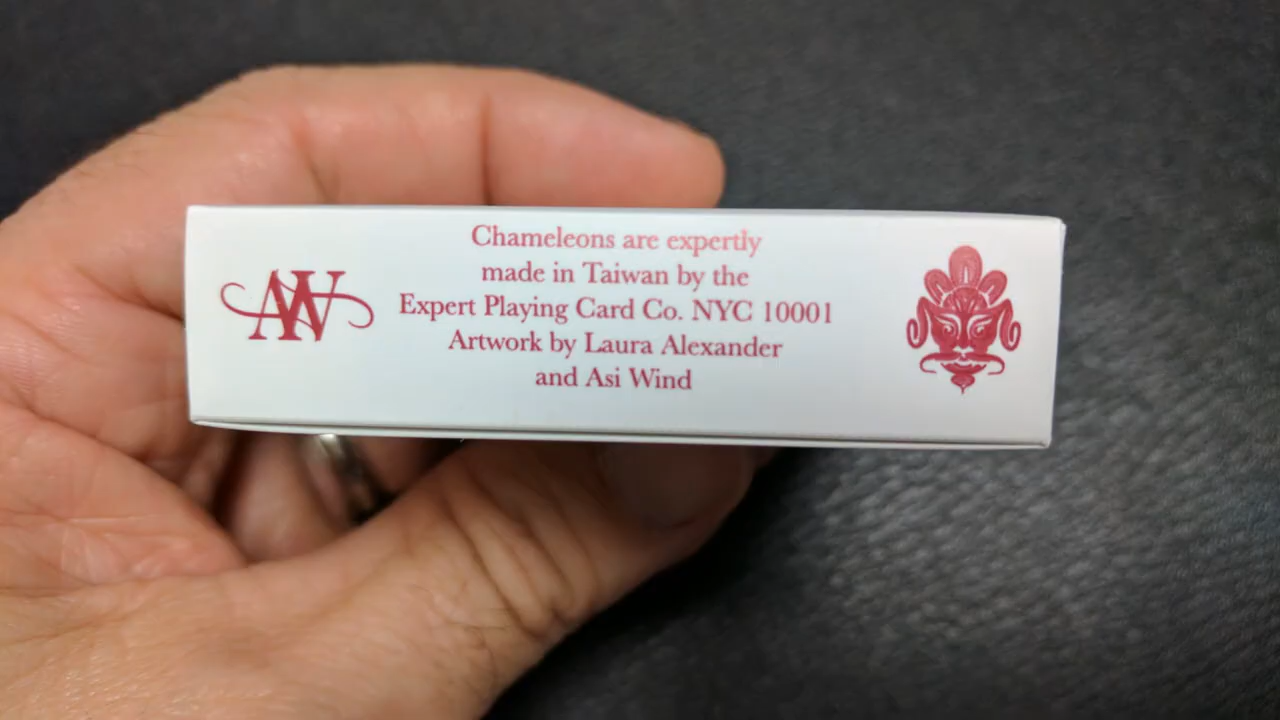 AW
Chameleons are expertly
made in Taiwan by the
Expert Playing Card Co. NYC 10001
Artwork by Laura Alexander
and Asi Wind